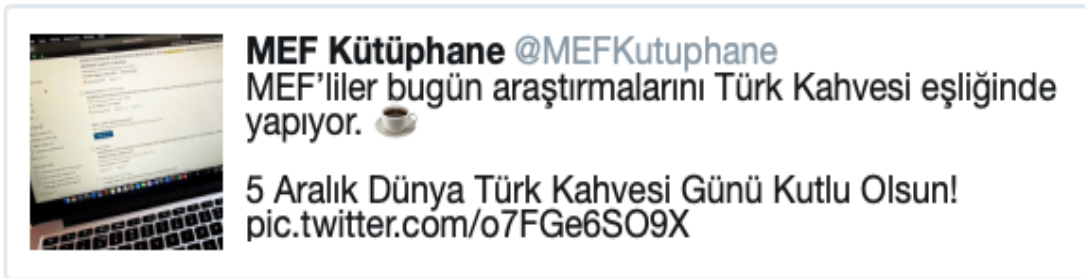 MEF Kütüphane @MEFKutuphane
MEF’liler bugün araştırmalarını Türk Kahvesi eşliğinde
yapıyor. ☕
5 Aralık Dünya Türk Kahvesi Günü Kutlu Olsun!
pic.twitter.com/o7FGe6SO9X